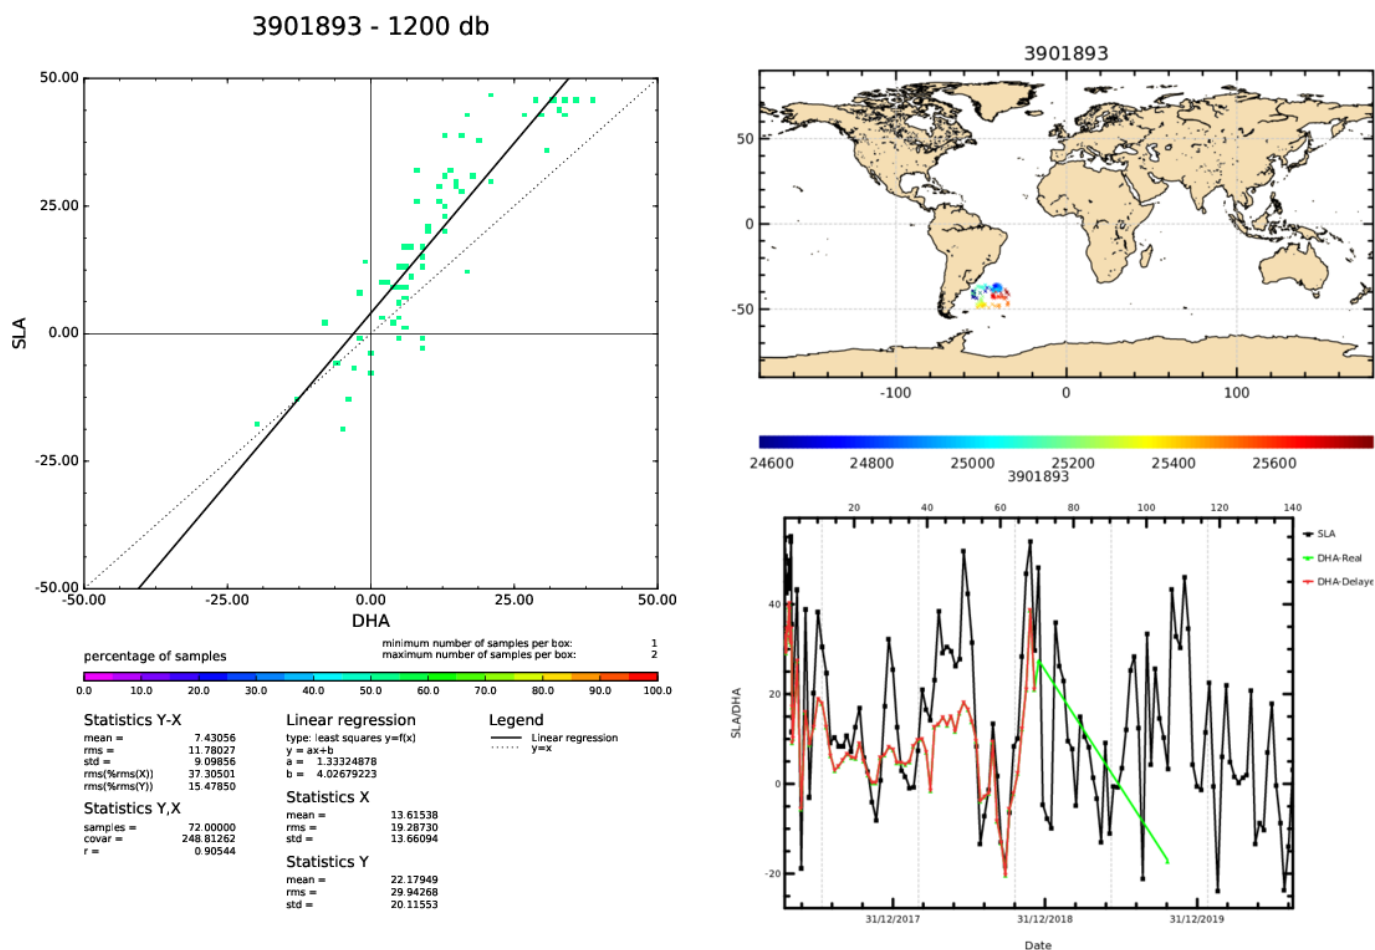 3901893 - 1200 db
50.00
25.00
0.00
-25.00
-50.00
SLA
-50.00 -25.00 0.00 25.00 50.00
DHA
percentage of samples
minimum number of samples per box: 1
maximum number of samples per box: 2
0.0 10.0 20.0 30.0 40.0 50.0 60.0 70.0 80.0 90.0 100.0
Statistics Y-X
mean = 7.43056
rms = 11.78027
std = 9.09856
rms(%rms(X)) 37.30501
rms(%rms(Y)) 15.47850
Statistics Y,X
samples = 72.00000
covar = 248.81262
r = 0.90544
Linear regression
type: least squares y=f(x)
y = ax+b
a = 1.33324878
b = 4.02679223
Statistics X
mean = 13.61538
rms = 19.28730
std = 13.66094
Statistics Y
mean = 22.17949
rms = 29.94268
std = 20.11553
Legend
Linear regression
y=x
3901893
50
0
-50
-100 0 100
24600 24800 25000 25200 25400 25600
3901893
20 40 60 80 100 120 140
SLA
DHA-Real
DHA-Delaye
40
20
0
-20
SLA/DHA
31/12/2017 31/12/2018 31/12/2019
Date